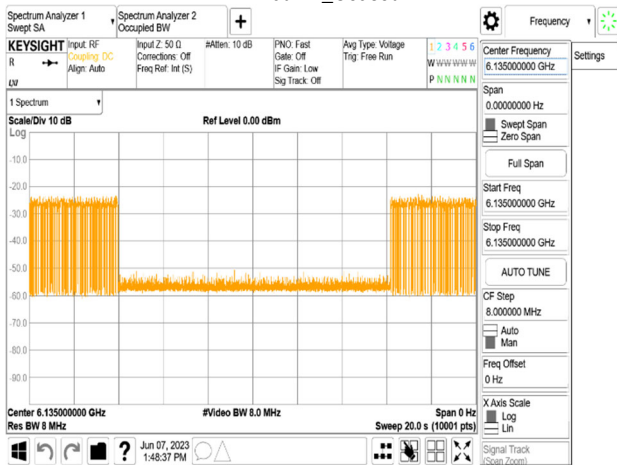 Spectrum Analyzer 1
Swept SA
Spectrum Analyzer 2
Occupied BW
+
Frequency
Settings
KEYSIGHT
R
Input: RF
Coupling: DC
Align: Auto
Input Z: 50 Ω
Corrections: Off
Freq Ref: Int (S)
#Atten: 10 dB
PNO: Fast
Gate: Off
IF Gain: Low
Sig Track: Off
Avg Type: Voltage
Trig: Free Run
1 2 3 4 5 6
W W W W W W
P N N N N N
1 Spectrum
Scale/Div 10 dB
Ref Level 0.00 dBm
Log
-10.0
-20.0
-30.0
-40.0
-50.0
-60.0
-70.0
-80.0
-90.0
Center 6.135000000 GHz
#Video BW 8.0 MHz
Span 0 Hz
Res BW 8 MHz
Sweep 20.0 s (10001 pts)
Center Frequency
6.135000000 GHz
Span
0.00000000 Hz
Swept Span
Zero Span
Full Span
Start Freq
6.135000000 GHz
Stop Freq
6.135000000 GHz
AUTO TUNE
CF Step
8.000000 MHz
Auto
Man
Freq Offset
0 Hz
X Axis Scale
Log
Lin
Signal Track
(Span Zoom)
?
Jun 07, 2023
1:48:37 PM